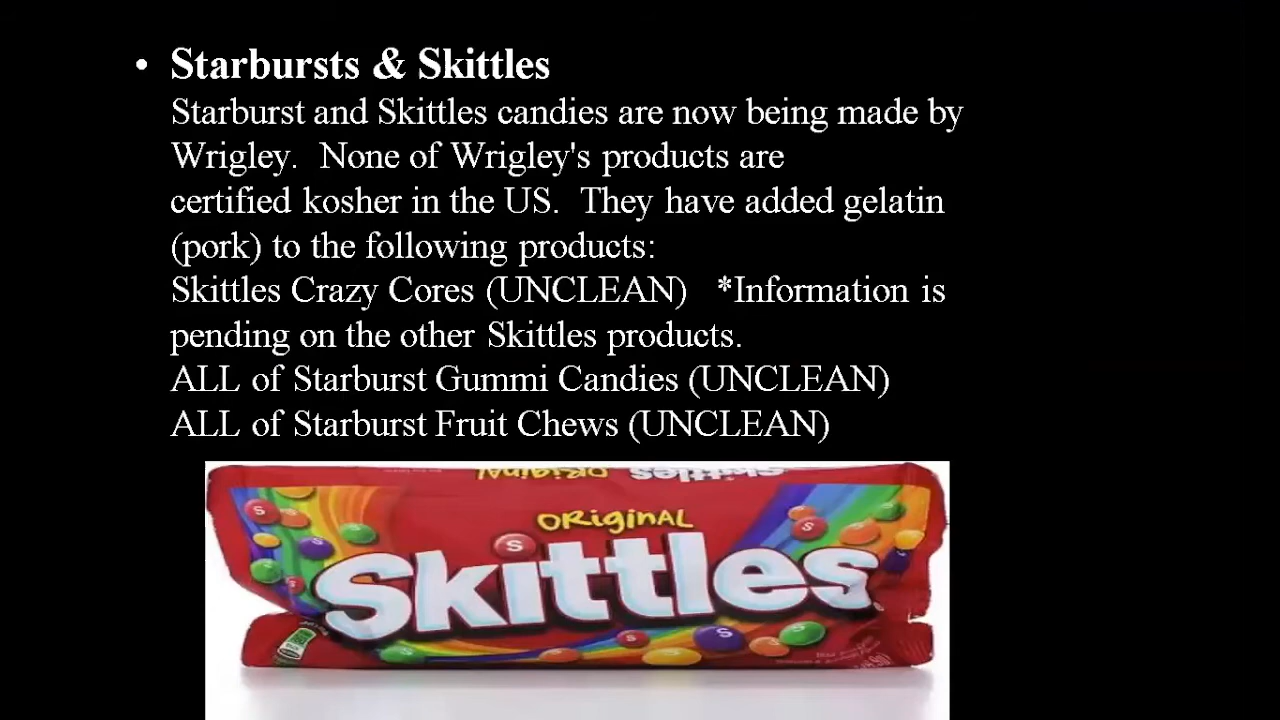 • Starbursts & Skittles
Starburst and Skittles candies are now being made by
Wrigley.  None of Wrigley's products are
certified kosher in the US.  They have added gelatin
(pork) to the following products:
Skittles Crazy Cores (UNCLEAN)   *Information is
pending on the other Skittles products.
ALL of Starburst Gummi Candies (UNCLEAN)
ALL of Starburst Fruit Chews (UNCLEAN)
Skittles ORiGiNAL
ORiGiNAL
Skittles